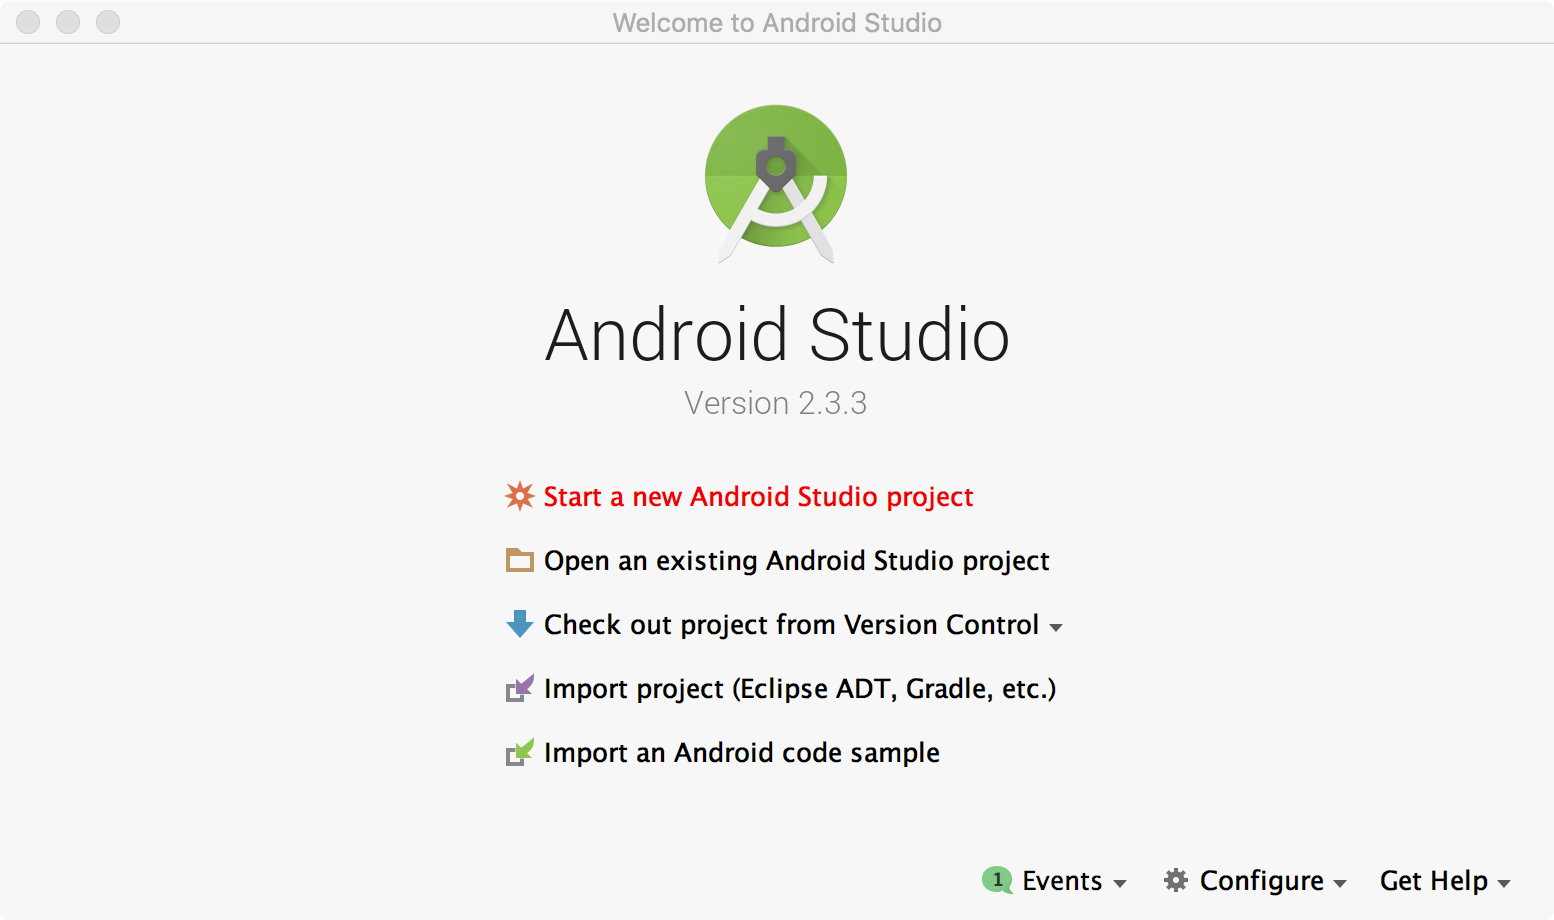 Welcome to Android Studio
Android Studio
Version 2.3.3
Start a new Android Studio project
Open an existing Android Studio project
Check out project from Version Control
Import project (Eclipse ADT, Gradle, etc.)
Import an Android code sample
1 Events Configure Get Help